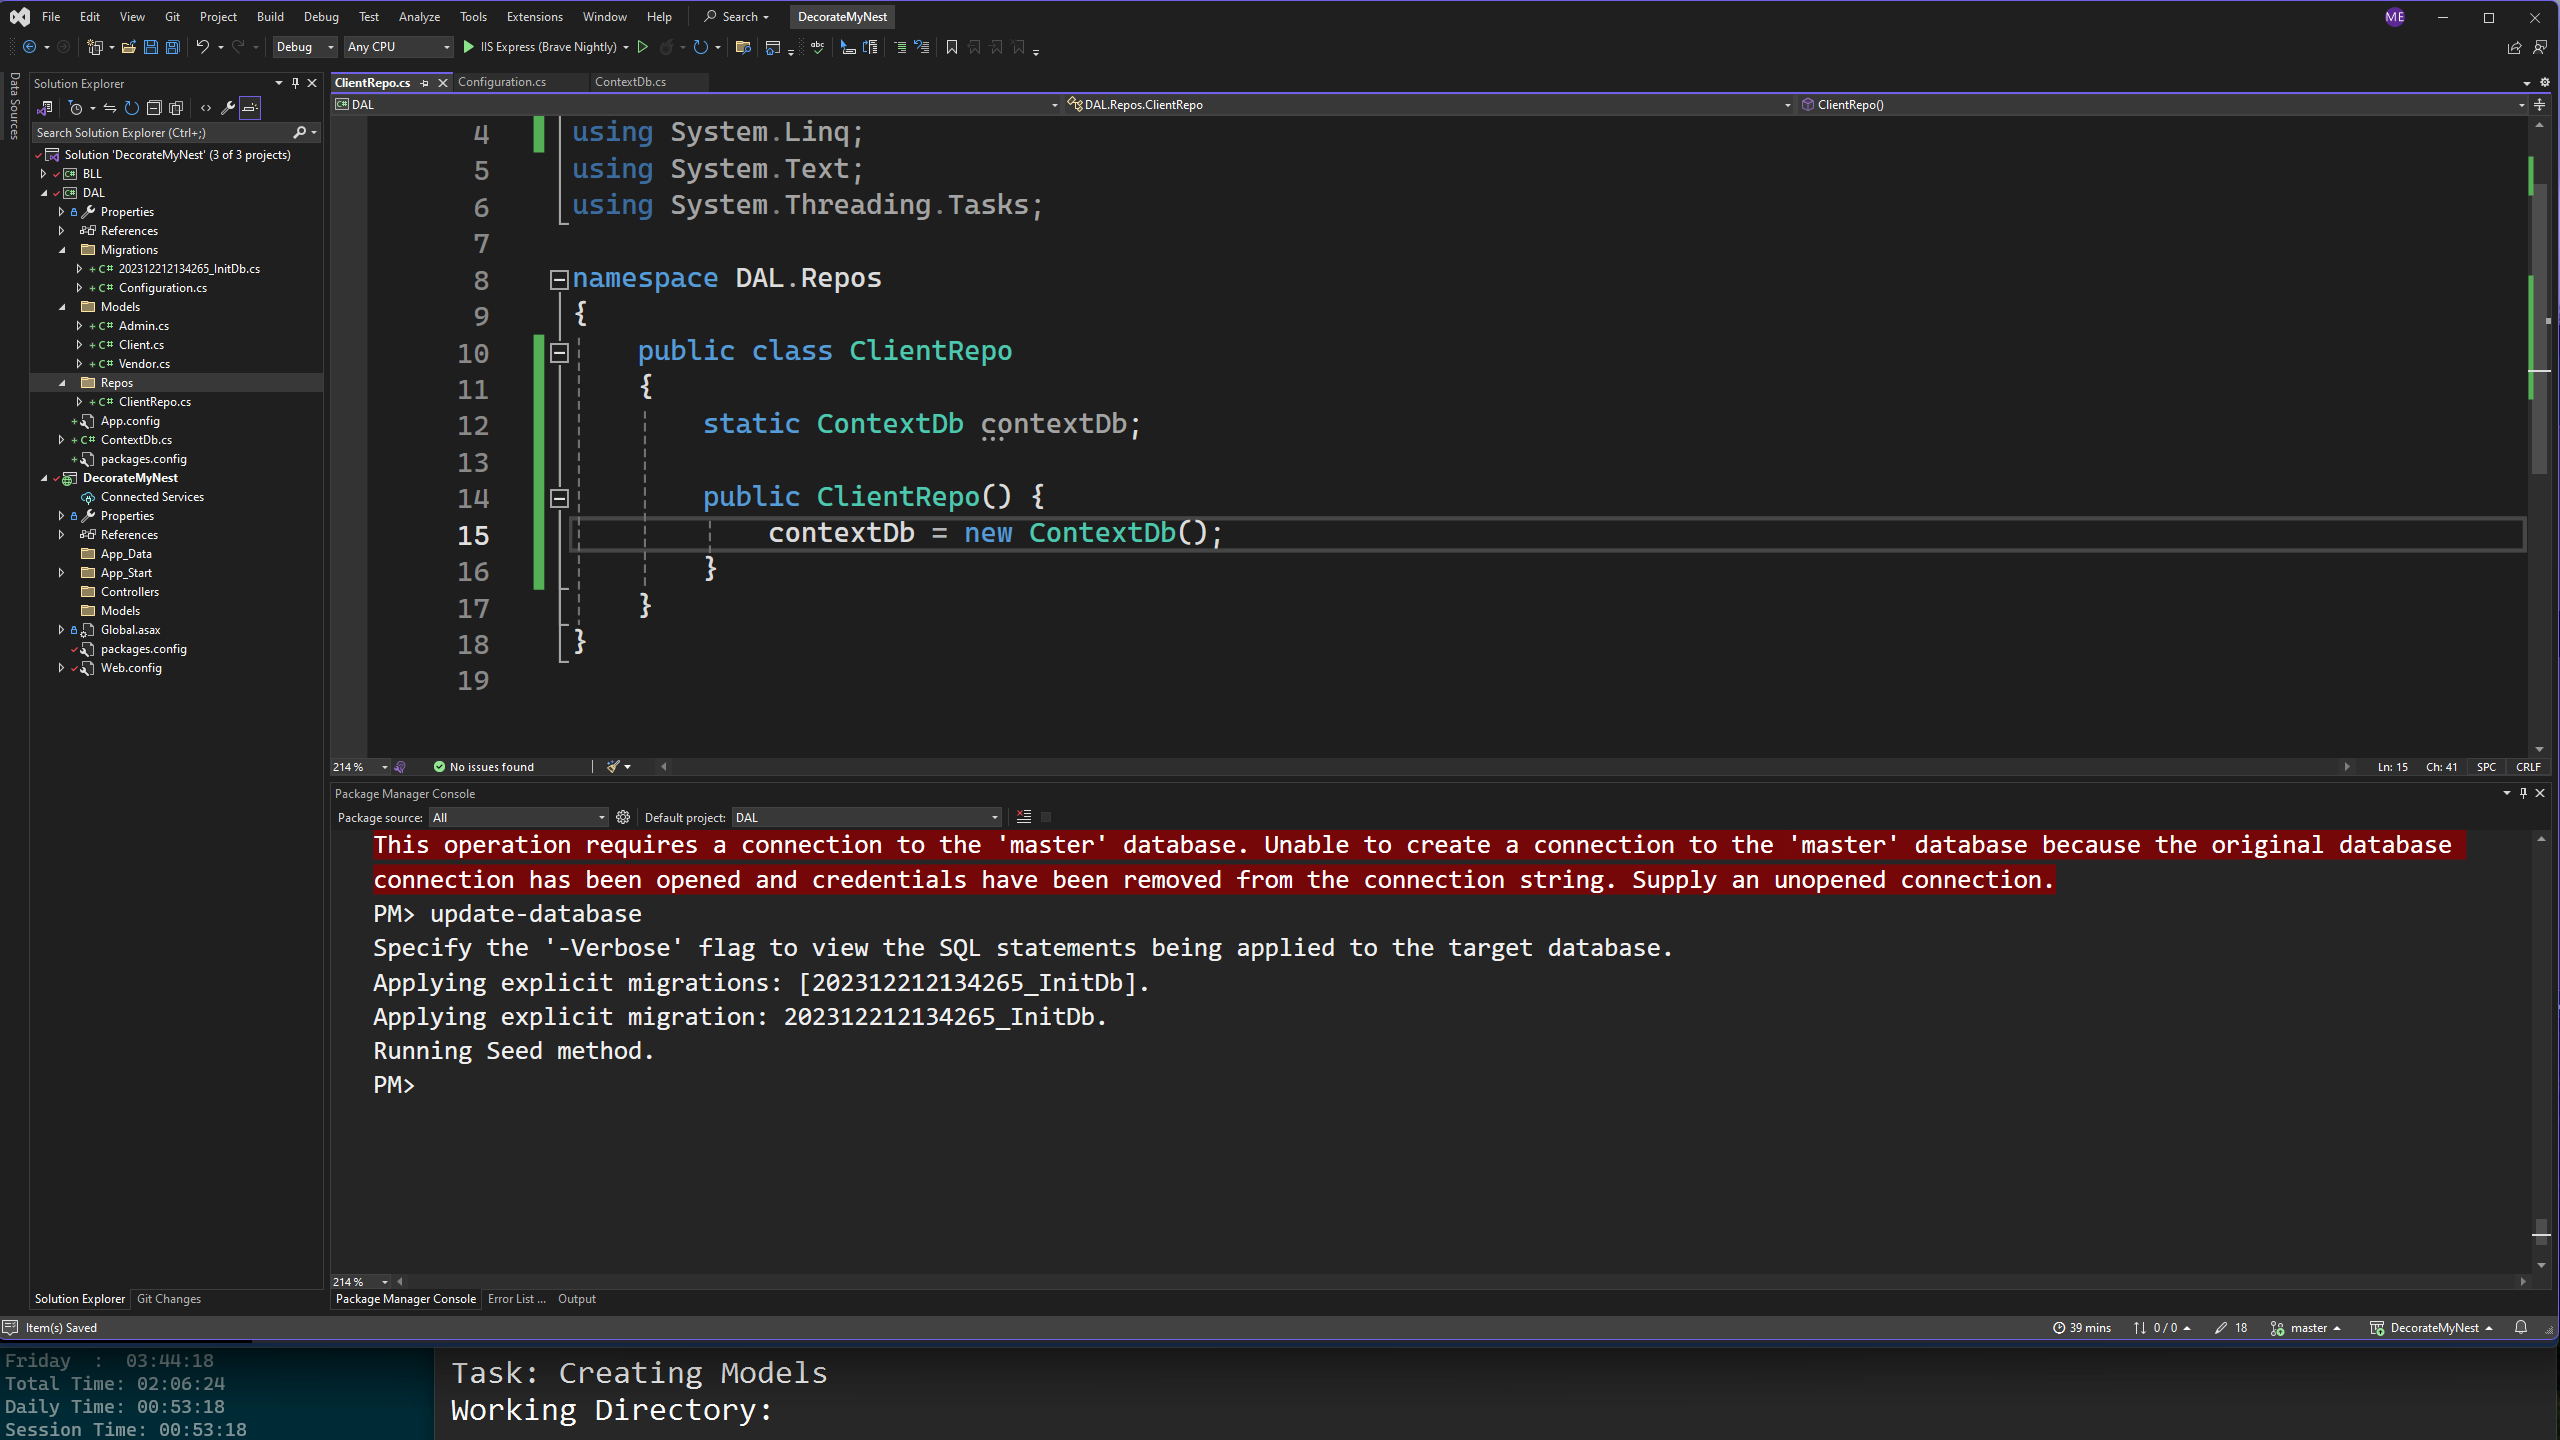 File Edit View Git Project Build Debug Test Analyze Tools Extensions Window Help Search DecorateMyNest ME
Debug Any CPU IIS Express (Brave Nightly)
Data Sources
Solution Explorer
Search Solution Explorer (Ctrl+;)
Solution 'DecorateMyNest' (3 of 3 projects)
BLL
DAL
Properties
References
Migrations
202312212134265_InitDb.cs
Configuration.cs
Models
Admin.cs
Client.cs
Vendor.cs
Repos
ClientRepo.cs
App.config
ContextDb.cs
packages.config
DecorateMyNest
Connected Services
Properties
References
App_Data
App_Start
Controllers
Models
Global.asax
packages.config
Web.config
Solution Explorer Git Changes
ClientRepo.cs Configuration.cs ContextDb.cs
DAL DAL.Repos.ClientRepo ClientRepo()
4 using System.Linq;
5 using System.Text;
6 using System.Threading.Tasks;
7
8 namespace DAL.Repos
9 {
10 public class ClientRepo
11 {
12 static ContextDb contextDb;
13
14 public ClientRepo() {
15 contextDb = new ContextDb();
16 }
17 }
18 }
19
214 % No issues found Ln: 15 Ch: 41 SPC CRLF
Package Manager Console
Package source: All Default project: DAL
This operation requires a connection to the 'master' database. Unable to create a connection to the 'master' database because the original database
connection has been opened and credentials have been removed from the connection string. Supply an unopened connection.
PM> update-database
Specify the '-Verbose' flag to view the SQL statements being applied to the target database.
Applying explicit migrations: [202312212134265_InitDb].
Applying explicit migration: 202312212134265_InitDb.
Running Seed method.
PM>
214 %
Package Manager Console Error List ... Output
Item(s) Saved 39 mins 0 / 0 18 master DecorateMyNest
Friday : 03:44:18
Total Time: 02:06:24
Daily Time: 00:53:18
Session Time: 00:53:18
Task: Creating Models
Working Directory: